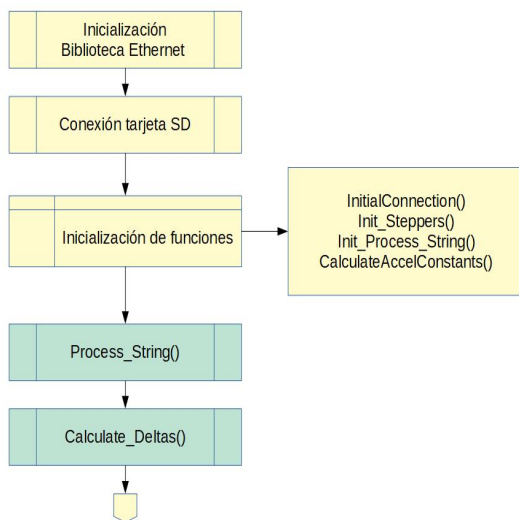 Inicialización
Biblioteca Ethernet
Conexión tarjeta SD
Inicialización de funciones
InitialConnection()
Init_Steppers()
Init_Process_String()
CalculateAccelConstants()
Process_String()
Calculate_Deltas()